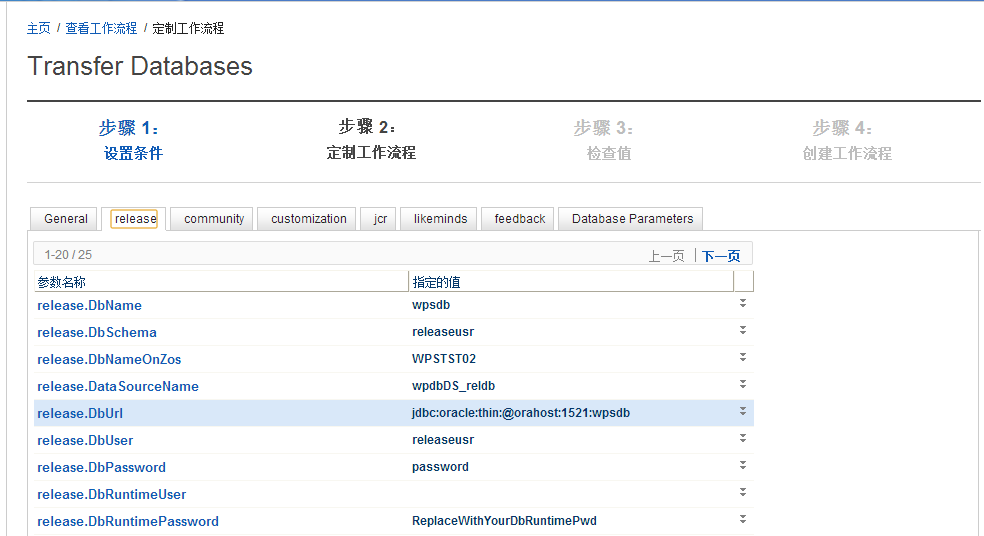 主页 / 查看工作流程 / 定制工作流程
Transfer Databases
步骤 1: 步骤 2: 步骤 3: 步骤 4:
设置条件 定制工作流程 检查值 创建工作流程
General release community customization jcr likeminds feedback Database Parameters
1-20 / 25 上一页 | 下一页
参数名称 指定的值
release.DbName wpsdb
release.DbSchema releaseusr
release.DbNameOnZos WPSTST02
release.DataSourceName wpdbDS_reldb
release.DbUrl jdbc:oracle:thin:@orahost:1521:wpsdb
release.DbUser releaseusr
release.DbPassword password
release.DbRuntimeUser
release.DbRuntimePassword ReplaceWithYourDbRuntimePwd